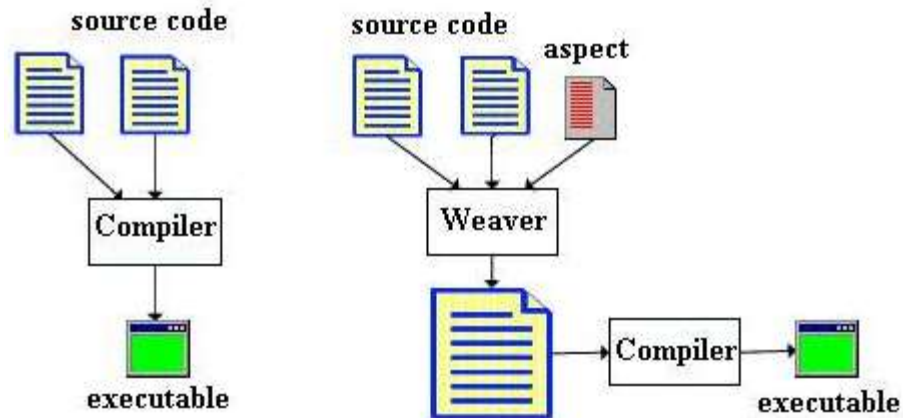 source code
Compiler
executable
source code
aspect
Weaver
Compiler
executable